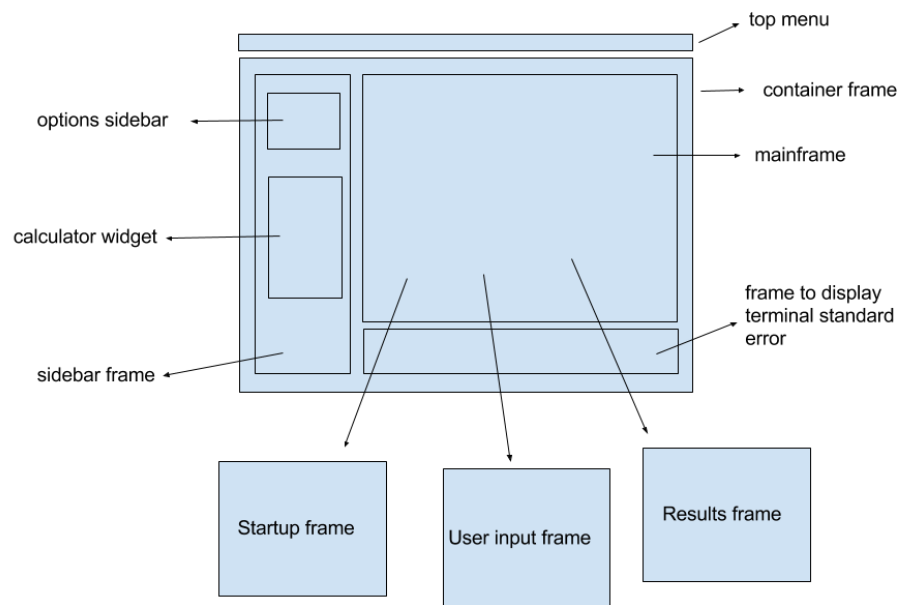 top menu
container frame
options sidebar
mainframe
calculator widget
frame to display
terminal standard
error
sidebar frame
Startup frame
User input frame
Results frame